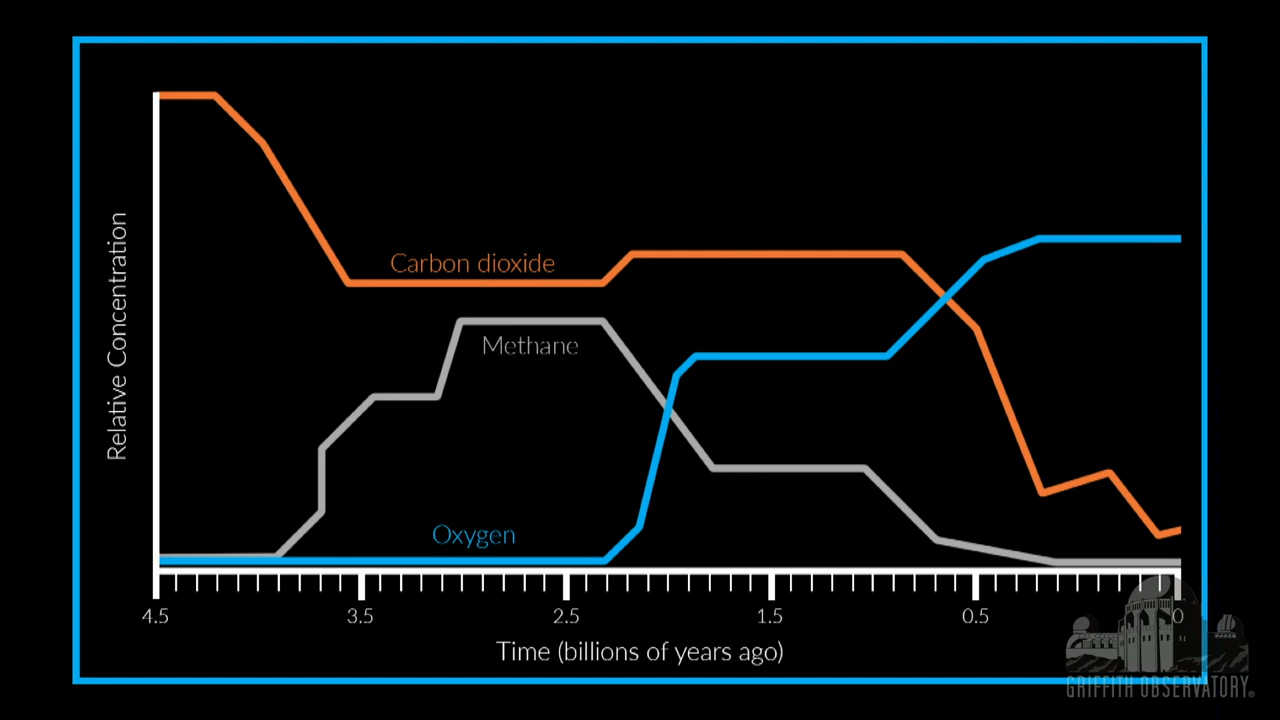 Relative Concentration
Carbon dioxide
Methane
Oxygen
4.5
3.5
2.5
1.5
0.5
0
Time (billions of years ago)
GRIFFITH OBSERVATORY®